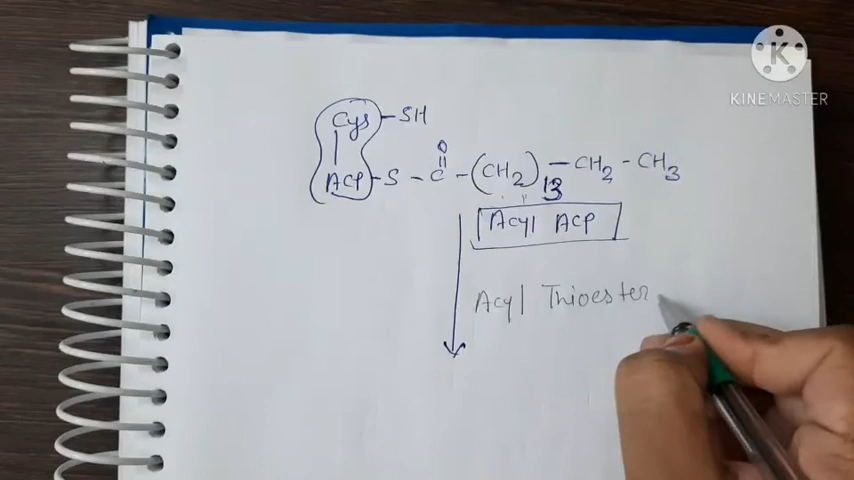 K
KINEMASTER
Cys - SH
O
ACP - S - C - (CH2)13 - CH2 - CH3
Acyl ACP
Acyl Thioester